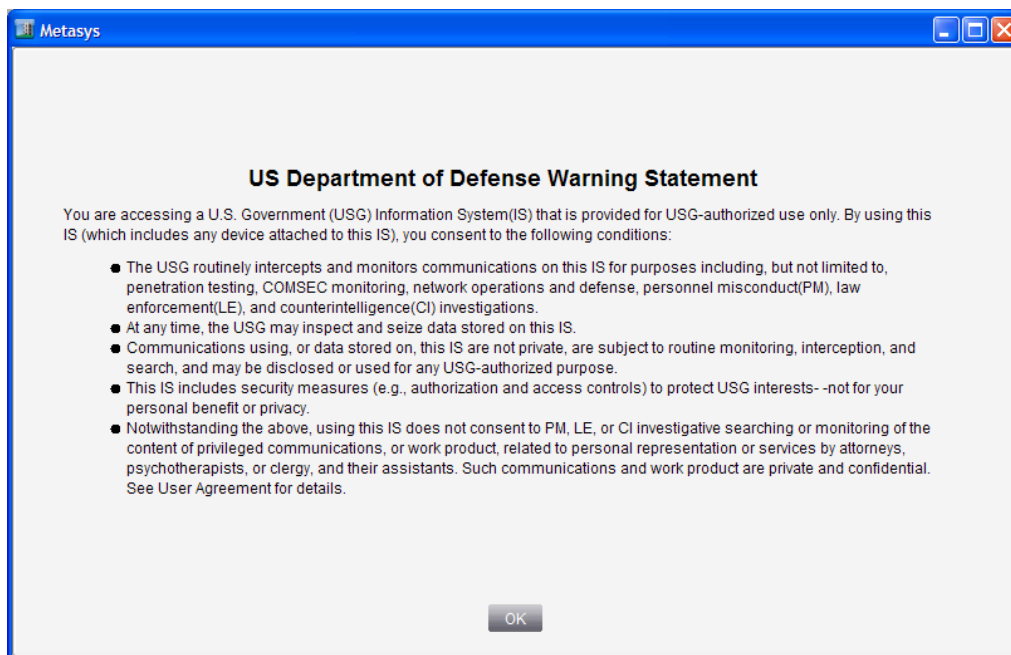 Metasys
US Department of Defense Warning Statement
You are accessing a U.S. Government (USG) Information System(IS) that is provided for USG-authorized use only. By using this
IS (which includes any device attached to this IS), you consent to the following conditions:
The USG routinely intercepts and monitors communications on this IS for purposes including, but not limited to,
penetration testing, COMSEC monitoring, network operations and defense, personnel misconduct(PM), law
enforcement(LE), and counterintelligence(CI) investigations.
At any time, the USG may inspect and seize data stored on this IS.
Communications using, or data stored on, this IS are not private, are subject to routine monitoring, interception, and
search, and may be disclosed or used for any USG-authorized purpose.
This IS includes security measures (e.g., authorization and access controls) to protect USG interests- -not for your
personal benefit or privacy.
Notwithstanding the above, using this IS does not consent to PM, LE, or CI investigative searching or monitoring of the
content of privileged communications, or work product, related to personal representation or services by attorneys,
psychotherapists, or clergy, and their assistants. Such communications and work product are private and confidential.
See User Agreement for details.
OK